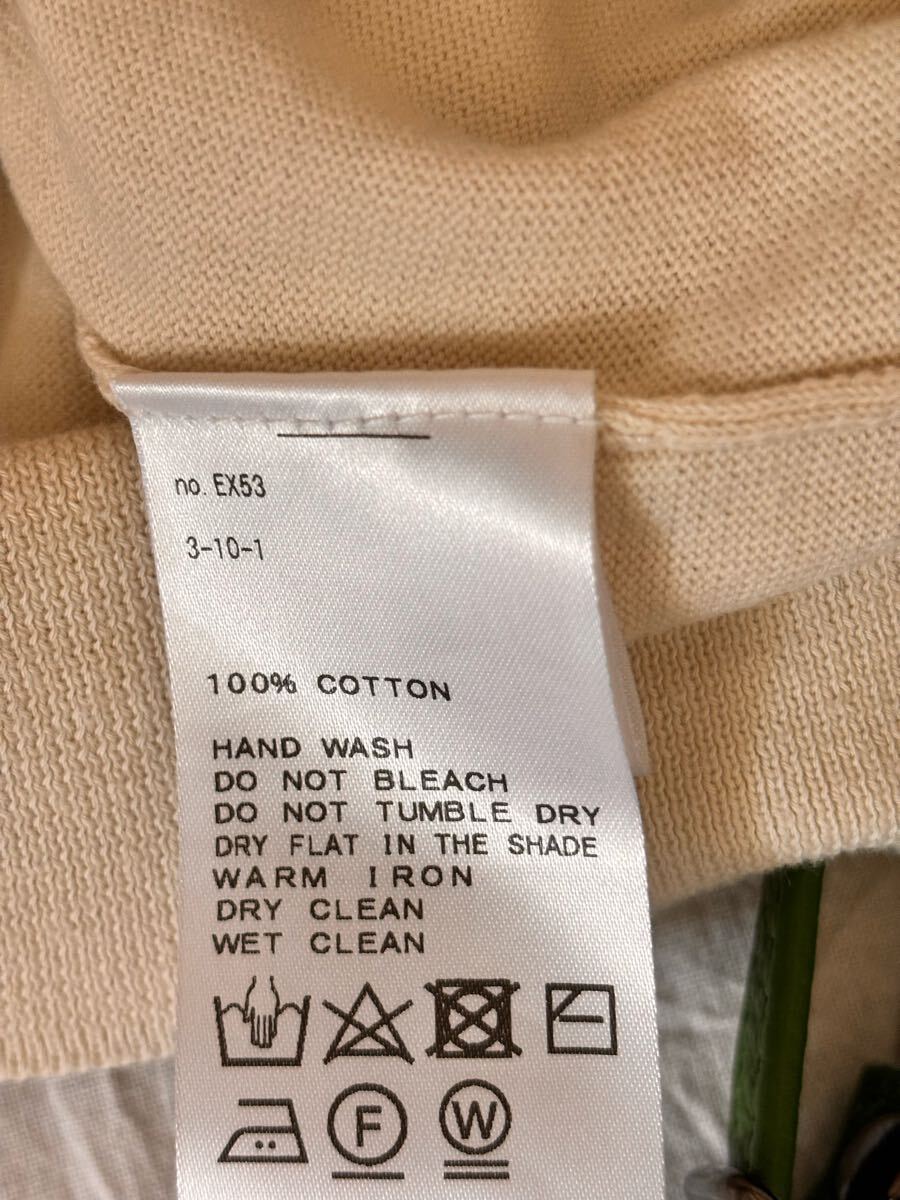 no. EX53
3-10-1
100% COTTON
HAND WASH
DO NOT BLEACH
DO NOT TUMBLE DRY
DRY FLAT IN THE SHADE
WARM IRON
DRY CLEAN
WET CLEAN
F W